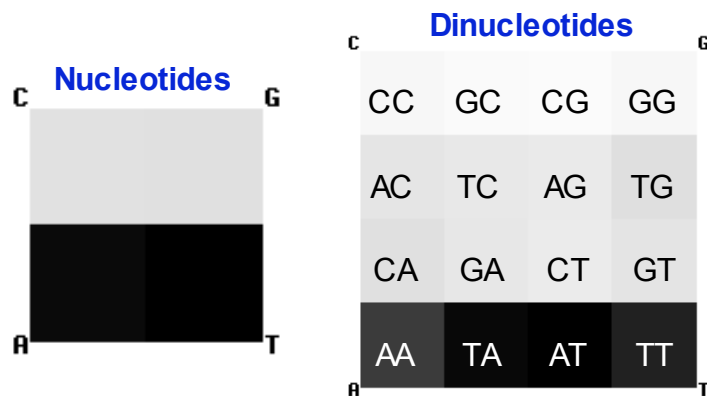 Nucleotides
C G
A T
Dinucleotides
C G
CC GC CG GG
AC TC AG TG
CA GA CT GT
AA TA AT TT
A T